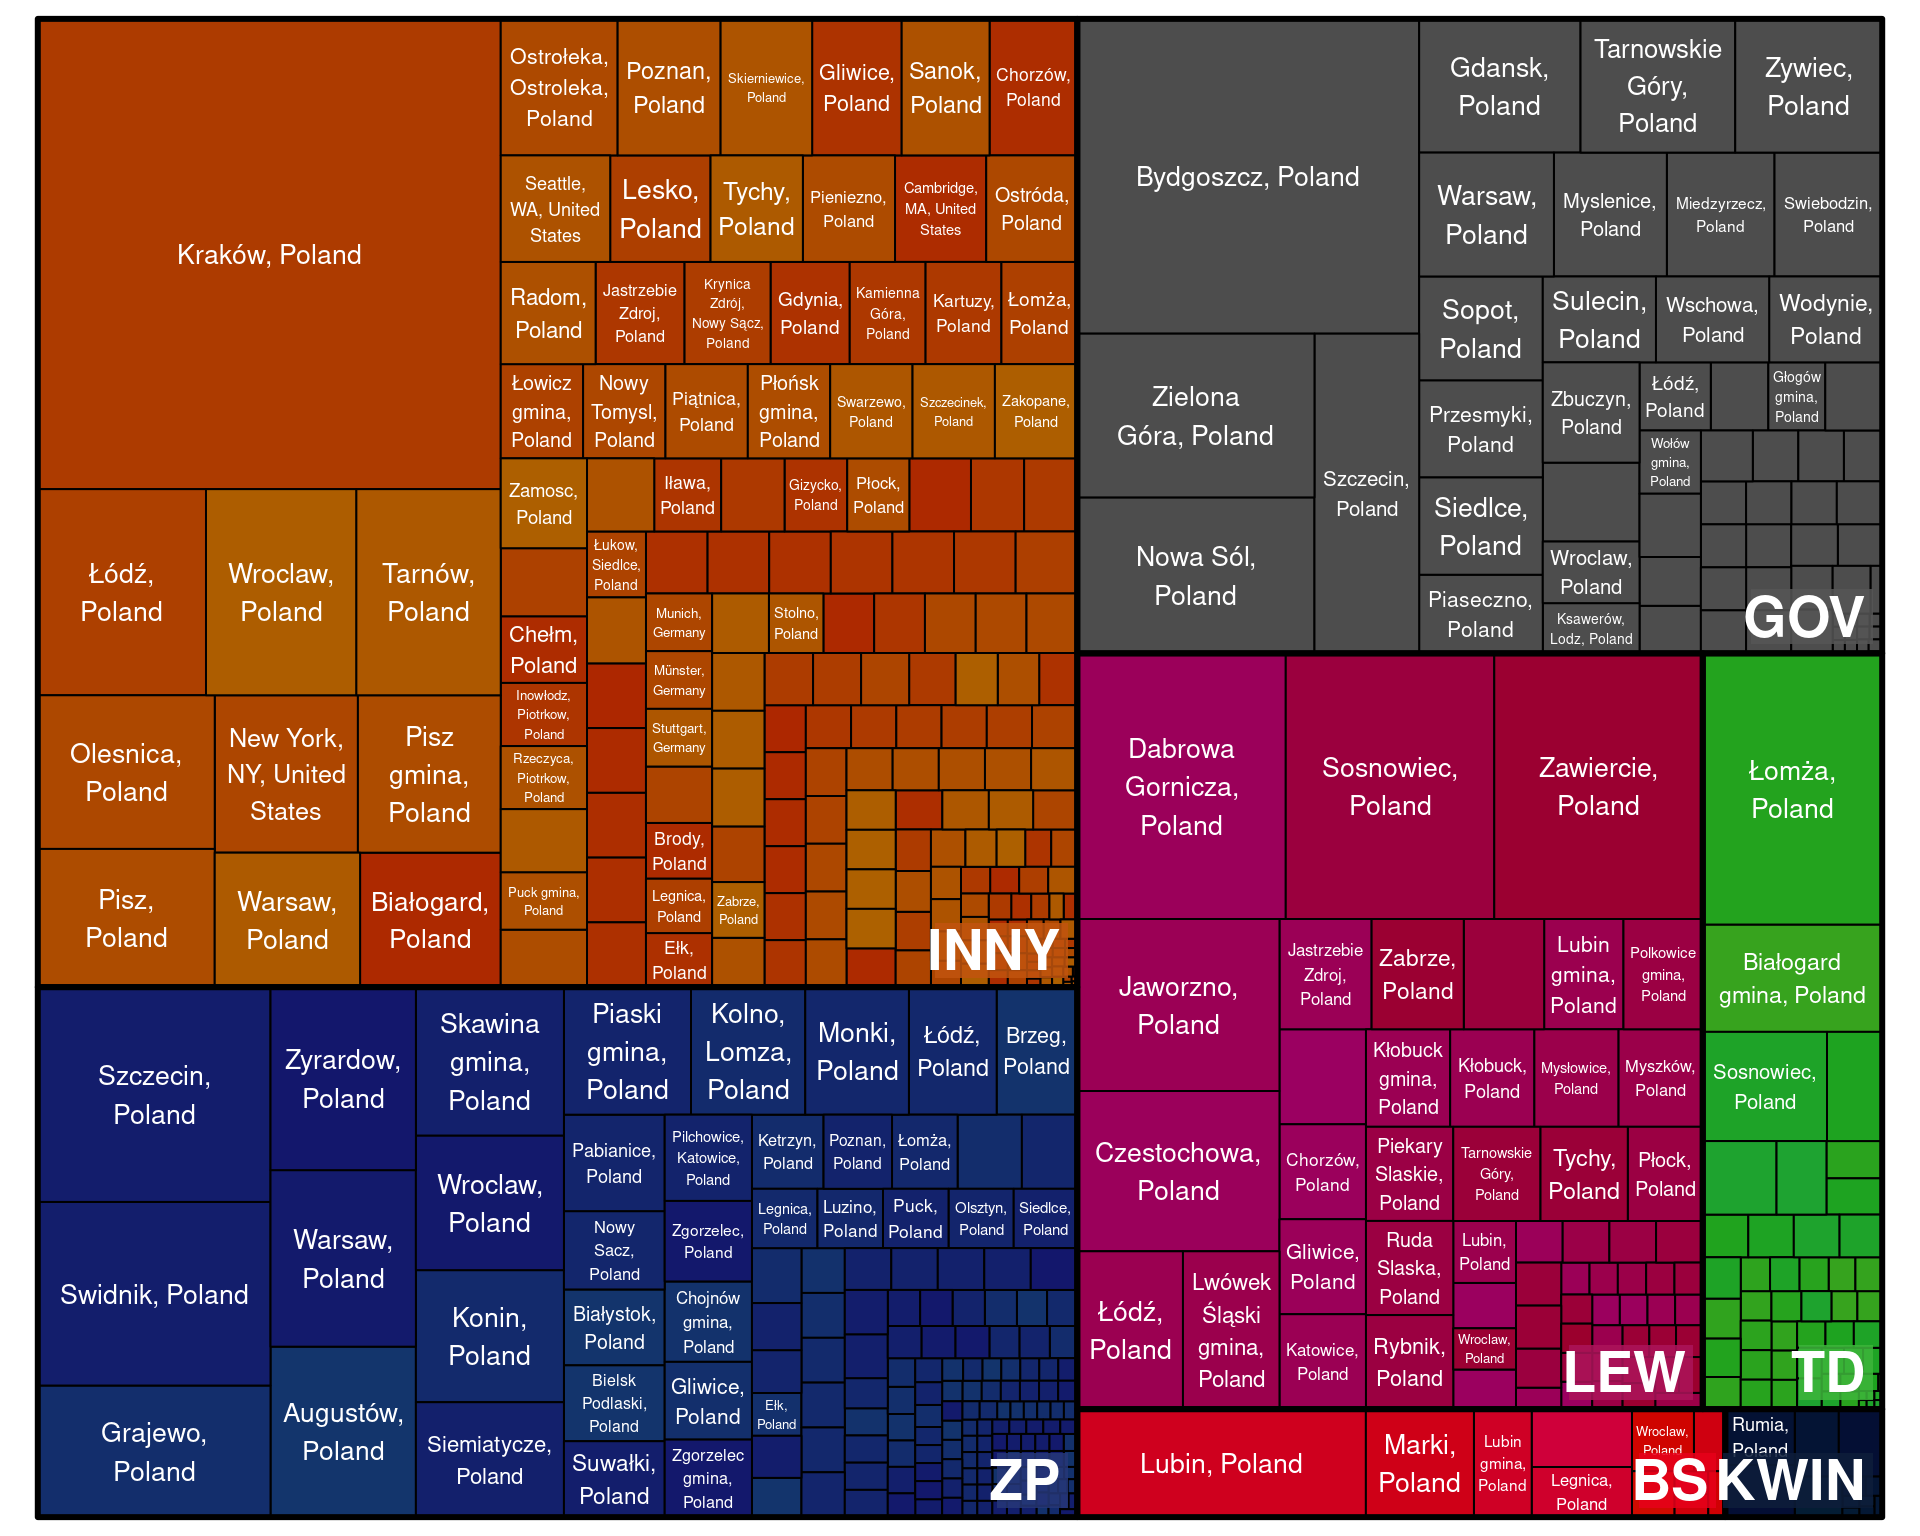 Kraków, Poland
Łódź,
Poland
Wroclaw,
Poland
Tarnów,
Poland
Olesnica,
Poland
New York,
NY, United
States
Pisz
gmina,
Poland
Pisz,
Poland
Warsaw,
Poland
Białogard,
Poland
Ostrołeka,
Ostroleka,
Poland
Poznan,
Poland
Skierniewice,
Poland
Gliwice,
Poland
Sanok,
Poland
Chorzów,
Poland
Seattle,
WA, United
States
Lesko,
Poland
Tychy,
Poland
Pieniezno,
Poland
Cambridge,
MA, United
States
Ostróda,
Poland
Radom,
Poland
Jastrzebie
Zdroj,
Poland
Krynica
Zdrój,
Nowy Sącz,
Poland
Gdynia,
Poland
Kamienna
Góra,
Poland
Kartuzy,
Poland
Łomża,
Poland
Łowicz
gmina,
Poland
Nowy
Tomysl,
Poland
Piątnica,
Poland
Płońsk
gmina,
Poland
Swarzewo,
Poland
Szczecinek,
Poland
Zakopane,
Poland
Zamosc,
Poland
Iława,
Poland
Gizycko,
Poland
Płock,
Poland
Łukow,
Siedlce,
Poland
Chełm,
Poland
Munich,
Germany
Stolno,
Poland
Inowłodz,
Piotrkow,
Poland
Münster,
Germany
Rzeczyca,
Piotrkow,
Poland
Stuttgart,
Germany
Brody,
Poland
Puck gmina,
Poland
Legnica,
Poland
Zabrze,
Poland
Ełk,
Poland
INNY
Bydgoszcz, Poland
Zielona
Góra, Poland
Nowa Sól,
Poland
Szczecin,
Poland
Gdansk,
Poland
Tarnowskie
Góry,
Poland
Zywiec,
Poland
Warsaw,
Poland
Myslenice,
Poland
Miedzyrzecz,
Poland
Swiebodzin,
Poland
Sopot,
Poland
Sulecin,
Poland
Wschowa,
Poland
Wodynie,
Poland
Przesmyki,
Poland
Zbuczyn,
Poland
Łódź,
Poland
Głogów
gmina,
Poland
Wołów
gmina,
Poland
Siedlce,
Poland
Wroclaw,
Poland
Piaseczno,
Poland
Ksawerów,
Lodz, Poland
GOV
Dabrowa
Gornicza,
Poland
Sosnowiec,
Poland
Zawiercie,
Poland
Jaworzno,
Poland
Czestochowa,
Poland
Łódź,
Poland
Lwówek
Śląski
gmina,
Poland
Jastrzebie
Zdroj,
Poland
Zabrze,
Poland
Lubin
gmina,
Poland
Polkowice
gmina,
Poland
Kłobuck
gmina,
Poland
Kłobuck,
Poland
Mysłowice,
Poland
Myszków,
Poland
Chorzów,
Poland
Piekary
Slaskie,
Poland
Tarnowskie
Góry,
Poland
Tychy,
Poland
Płock,
Poland
Gliwice,
Poland
Ruda
Slaska,
Poland
Lubin,
Poland
Katowice,
Poland
Rybnik,
Poland
Wroclaw,
Poland
LEW
Łomża,
Poland
Białogard
gmina, Poland
Sosnowiec,
Poland
TD
Szczecin,
Poland
Swidnik, Poland
Grajewo,
Poland
Zyrardow,
Poland
Warsaw,
Poland
Augustów,
Poland
Skawina
gmina,
Poland
Wroclaw,
Poland
Konin,
Poland
Siemiatycze,
Poland
Piaski
gmina,
Poland
Kolno,
Lomza,
Poland
Monki,
Poland
Łódź,
Poland
Brzeg,
Poland
Pabianice,
Poland
Pilchowice,
Katowice,
Poland
Ketrzyn,
Poland
Poznan,
Poland
Łomża,
Poland
Nowy
Sacz,
Poland
Zgorzelec,
Poland
Legnica,
Poland
Luzino,
Poland
Puck,
Poland
Olsztyn,
Poland
Siedlce,
Poland
Białystok,
Poland
Chojnów
gmina,
Poland
Bielsk
Podlaski,
Poland
Gliwice,
Poland
Ełk,
Poland
Suwałki,
Poland
Zgorzelec
gmina,
Poland
ZP
Lubin, Poland
Marki,
Poland
Lubin
gmina,
Poland
Legnica,
Poland
Wroclaw,
Poland
BS
Rumia,
Poland
KWIN